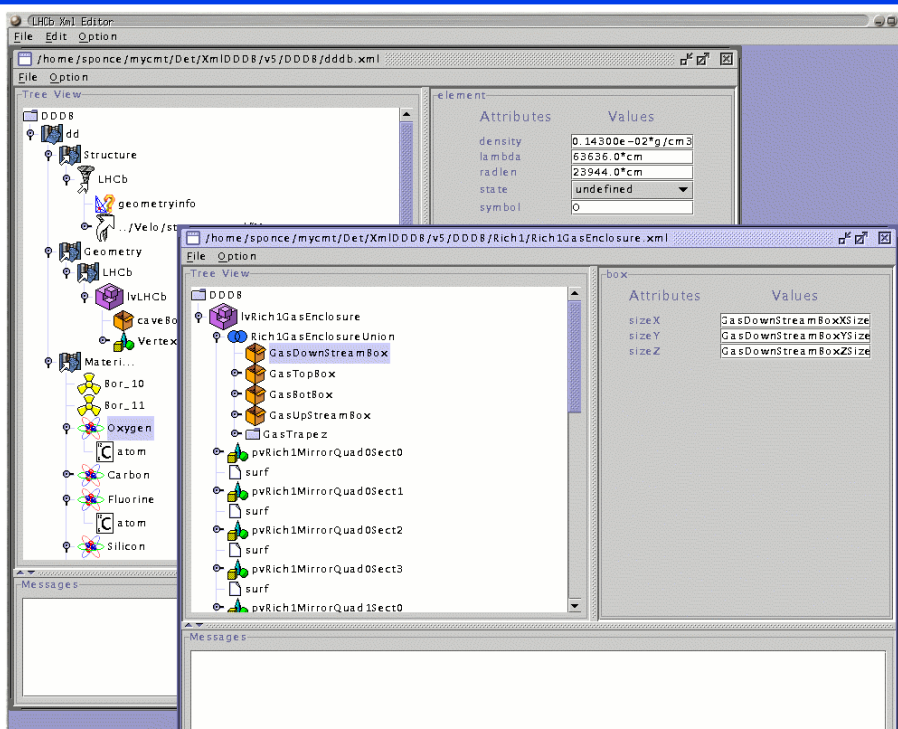 LHCb Xml Editor
File Edit Option
/home/sponce/mycmt/Det/XmlDDDB/v5/DDDB/dddb.xml
File Option
Tree View
DDDB
dd
Structure
LHCb
geometryinfo
../Velo/st
Geometry
LHCb
lvLHCb
caveBo
Vertex
Materi...
Bor_10
Bor_11
Oxygen
atom
Carbon
Fluorine
atom
Silicon
Messages
element
Attributes Values
density 0.14300e-02*g/cm3
lambda 63636.0*cm
radlen 23944.0*cm
state undefined
symbol O
/home/sponce/mycmt/Det/XmlDDDB/v5/DDDB/Rich1/Rich1GasEnclosure.xml
File Option
Tree View
DDDB
lvRich1GasEnclosure
Rich1GasEnclosureUnion
GasDownStreamBox
GasTopBox
GasBotBox
GasUpStreamBox
GasTrapez
pvRich1MirrorQuad0Sect0
surf
pvRich1MirrorQuad0Sect1
surf
pvRich1MirrorQuad0Sect2
surf
pvRich1MirrorQuad0Sect3
surf
pvRich1MirrorQuad1Sect0
box
Attributes Values
sizeX GasDownStreamBoxXSize
sizeY GasDownStreamBoxYSize
sizeZ GasDownStreamBoxZSize
Messages